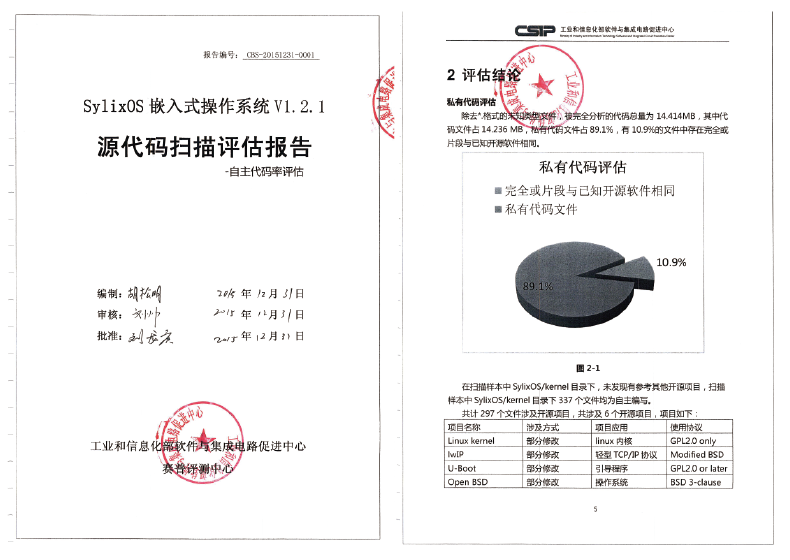 报告编号: CBS-20151231-0001
SylixOS 嵌入式操作系统 V1.2.1
源代码扫描评估报告
-自主代码率评估
编制: 胡松明 2015 年 12 月 31 日
审核: 刘帅 2015 年 12 月 31 日
批准: 2015 年 12 月 31 日
工业和信息化部软件与集成电路促进中心
赛普评测中心
CSIP 工业和信息化部软件与集成电路促进中心
2 评估结论
私有代码评估
除去*.格式的未知类型文件，被完全分析的代码总量为 14.414MB，其中代
码文件占 14.236 MB，私有代码文件占 89.1%，有 10.9%的文件中存在完全或
片段与已知开源软件相同。
私有代码评估
完全或片段与已知开源软件相同
私有代码文件
10.9%
89.1%
图 2-1
在扫描样本中 SylixOS/kernel 目录下，未发现有参考其他开源项目，扫描
样本中 SylixOS/kernel 目录下 337 个文件均为自主编写。
共计 297 个文件涉及开源项目，共涉及 6 个开源项目，项目如下：
项目名称 涉及方式 项目应用 使用协议
Linux kernel 部分修改 linux 内核 GPL2.0 only
lwIP 部分修改 轻型 TCP/IP 协议 Modified BSD
U-Boot 部分修改 引导程序 GPL2.0 or later
Open BSD 部分修改 操作系统 BSD 3-clause
5